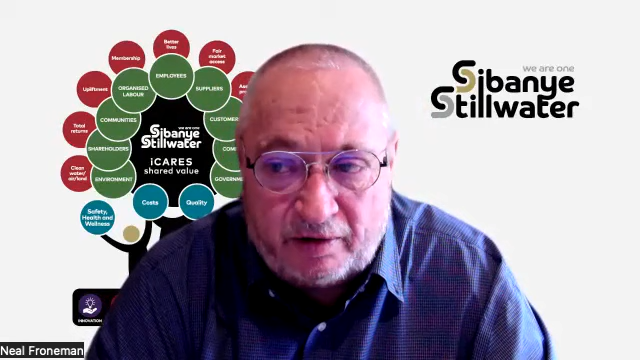 Better
lives
Membership
Fair
market
access
EMPLOYEES
Upliftment
ORGANISED
LABOUR
SUPPLIERS
Total
returns
COMMUNITIES
we are one
Sibanye
Stillwater
SHAREHOLDERS
iCARES
shared value
Clean
water/
air/land
ENVIRONMENT
Safety,
Health and
Wellness
Costs
Quality
INNOVATION
we are one
Sibanye
Stillwater
Neal Froneman